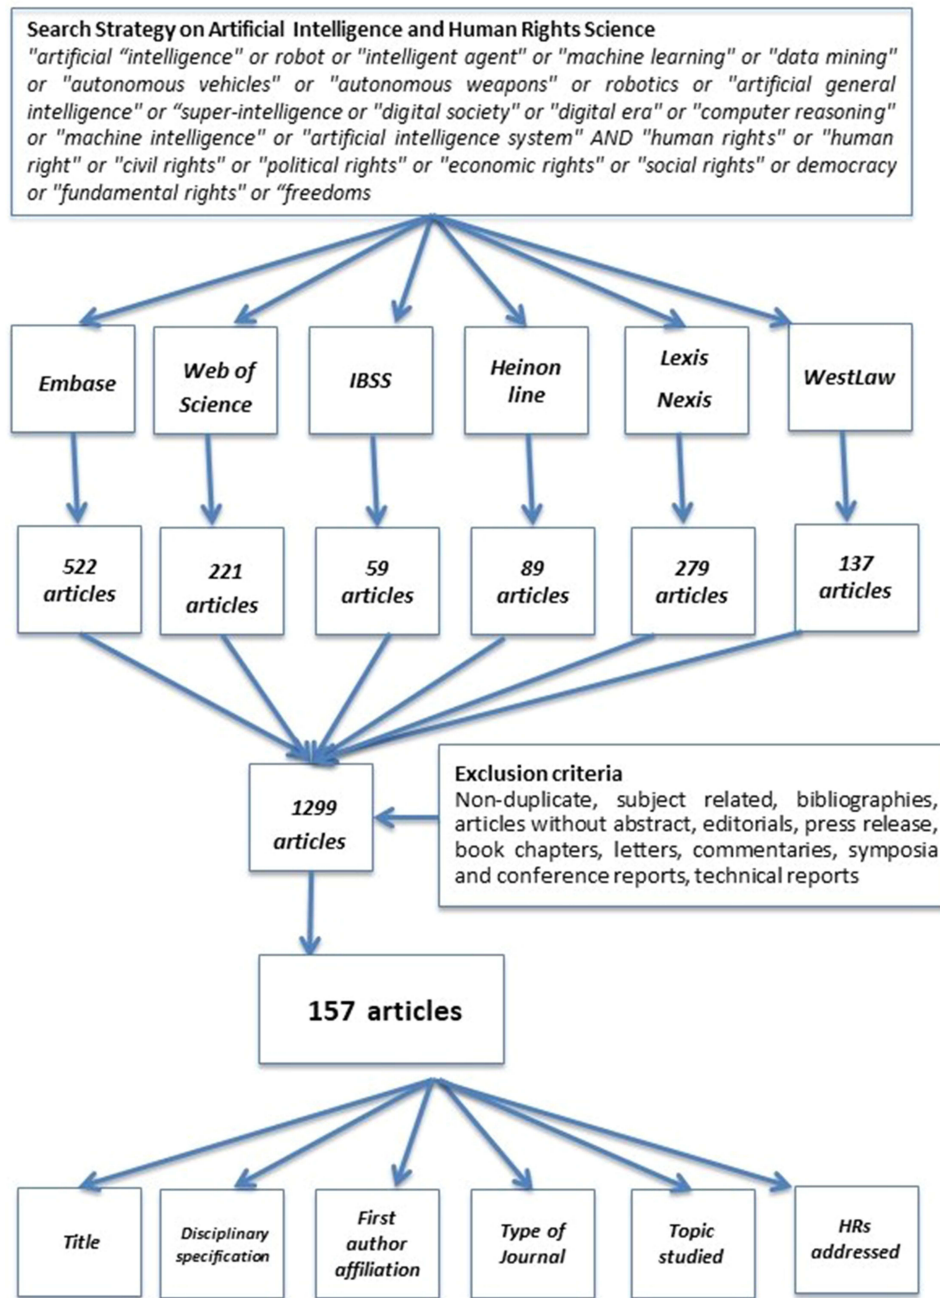 Search Strategy on Artificial Intelligence and Human Rights Science
"artificial “intelligence" or robot or "intelligent agent" or "machine learning" or "data mining"
or "autonomous vehicles" or "autonomous weapons" or robotics or "artificial general
intelligence" or “super-intelligence or "digital society" or "digital era" or "computer reasoning"
or "machine intelligence" or "artificial intelligence system" AND "human rights" or "human
right" or "civil rights" or "political rights" or "economic rights" or "social rights" or democracy
or "fundamental rights" or “freedoms
Embase
Web of
Science
IBSS
Heinon
line
Lexis
Nexis
WestLaw
522
articles
221
articles
59
articles
89
articles
279
articles
137
articles
1299
articles
Exclusion criteria
Non-duplicate, subject related, bibliographies,
articles without abstract, editorials, press release,
book chapters, letters, commentaries, symposia
and conference reports, technical reports
157 articles
Title
Disciplinary
specification
First
author
affiliation
Type of
Journal
Topic
studied
HRs
addressed